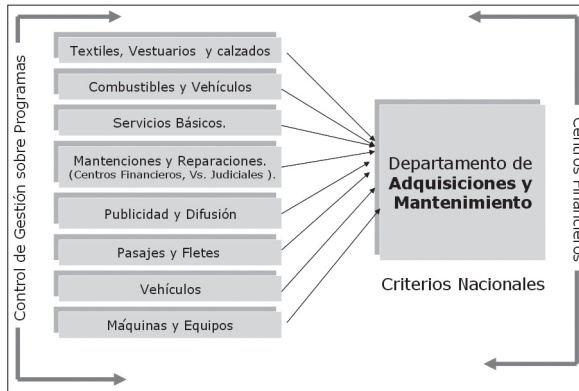 Control de Gestión sobre Programas
Textiles, Vestuarios y calzados
Combustibles y Vehículos
Servicios Básicos.
Mantenciones y Reparaciones.
(Centros Financieros, Vs. Judiciales ).
Publicidad y Difusión
Pasajes y Fletes
Vehículos
Máquinas y Equipos
Departamento de
Adquisiciones y
Mantenimiento
Criterios Nacionales
Centros Financieros